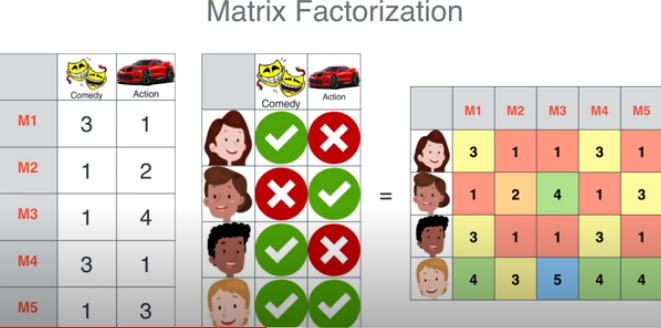 Matrix Factorization
Comedy Action
M1 3 1
M2 1 2
M3 1 4
M4 3 1
M5 1 3
Comedy Action
=
M1 M2 M3 M4 M5
3 1 1 3 1
1 2 4 1 3
3 1 1 3 1
4 3 5 4 4